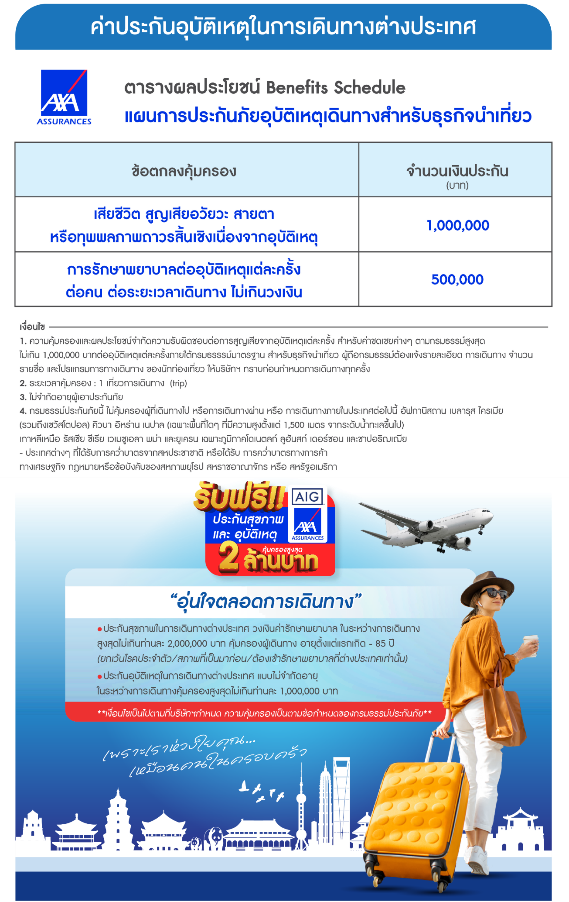 ค่าประกันอุบัติเหตุในการเดินทางต่างประเทศ
AXA
ASSURANCES
ตารางผลประโยชน์ Benefits Schedule
แผนการประกันภัยอุบัติเหตุเดินทางสำหรับธุรกิจนำเที่ยว
ข้อตกลงคุ้มครอง
จำนวนเงินประกัน
(บาท)
เสียชีวิต สูญเสียอวัยวะ สายตา
หรือทุพพลภาพถาวรสิ้นเชิงเนื่องจากอุบัติเหตุ
1,000,000
การรักษาพยาบาลต่ออุบัติเหตุแต่ละครั้ง
ต่อคน ต่อระยะเวลาเดินทาง ไม่เกินวงเงิน
500,000
เงื่อนไข
1. ความคุ้มครองและผลประโยชน์จำกัดความรับผิดชอบต่อการสูญเสียจากอุบัติเหตุแต่ละครั้ง สำหรับค่าชดเชยค่างๆ ตามกรมธรรม์สูงสุด
ไม่เกิน 1,000,000 บาทต่ออุบัติเหตุแต่ละครั้งภายใต้กรมธรรรม์มาตรฐาน สำหรับธุรกิจนำเที่ยว ผู้ถือกรมธรรม์ต้องแจ้งรายละเอียด การเดินทาง จำนวน
รายชื่อ และโปรแกรมการทางเดินทาง ของนักท่องเที่ยว ให้บริษัทฯ ทราบก่อนกำหนดการเดินทางทุกครั้ง
2. ระยะเวลาคุ้มครอง : 1 เที่ยวการเดินทาง (trip)
3. ไม่จำกัดอายุผู้เอาประกันภัย
4. กรมธรรม์ประกันภัยนี้ ไม่คุ้มครองผู้ที่เดินทางไป หรือการเดินทางผ่าน หรือ การเดินทางภายในประเทศต่อไปนี้ อัฟกานิสถาน เบลารุส ไครเมีย
(รวมถึงเซวัสโตปอล) คิวบา อิหร่าน เนปาล (เฉพาะพื้นที่ใดๆ ที่มีความสูงตั้งแต่ 1,500 เมตร จากระดับน้ำทะเลขึ้นไป)
เกาหลีเหนือ รัสเซีย ซีเรีย เวเนซูเอลา พม่า และยูเครน เฉพาะภูมิภาคโดเนตสก์ ลูฮันสก์ เคอร์ซอน และซาปอริซเซีย
- ประเทศต่างๆ ที่ได้รับการคว่ำบาตรจากสหประชาชาติ หรือได้รับ การคว่ำบาตรทางการค้า
ทางเศรษฐกิจ กฎหมายหรือข้อบังคับของสหภาพยุโรป สหราชอาณาจักร หรือ สหรัฐอเมริกา
รับฟรี!!
AIG
ประกันสุขภาพ
และ อุบัติเหตุ
AXA
ASSURANCES
คุ้มครองสูงสุด
2 ล้านบาท
“อุ่นใจตลอดการเดินทาง”
●ประกันสุขภาพในการเดินทางต่างประเทศ วงเงินค่ารักษาพยาบาล ในระหว่างการเดินทาง
สูงสุดไม่เกินท่านละ 2,000,000 บาท คุ้มครองผู้เดินทาง อายุตั้งแต่แรกเกิด - 85 ปี
(ยกเว้นโรคประจำตัว/สภาพที่เป็นมาก่อน/ต้องเข้ารักษาพยาบาลที่ต่างประเทศเท่านั้น)
●ประกันอุบัติเหตุในการเดินทางต่างประเทศ แบบไม่จำกัดอายุ
ในระหว่างการเดินทางคุ้มครองสูงสุดไม่เกินท่านละ 1,000,000 บาท
**เงื่อนไขเป็นไปตามที่บริษัทฯกำหนด ความคุ้มครองเป็นตามข้อกำหนดของกรมธรรม์ประกันภัย**
เพราะเราห่วงใยคุณ...
เหมือนคนในครอบครัว